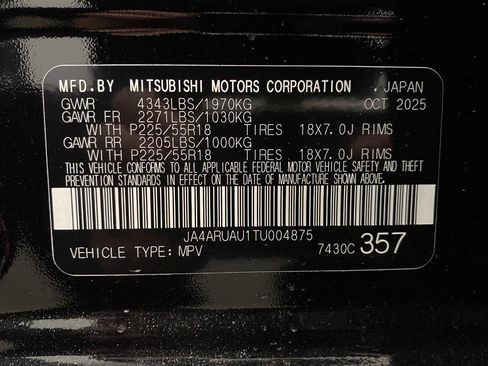 MFD.BY MITSUBISHI MOTORS CORPORATION JAPAN
GVWR 4343LBS/1970KG OCT 2025
GAWR FR 2271LBS/1030KG
WITH P225/55R18 TIRES 18X7.0J RIMS
GAWR RR 2205LBS/1000KG
WITH P225/55R18 TIRES 18X7.0J RIMS
THIS VEHICLE CONFORMS TO ALL APPLICABLE FEDERAL MOTOR VEHICLE SAFETY AND THEFT
PREVENTION STANDARDS IN EFFECT ON THE DATE OF MANUFACTURE SHOWN ABOVE.
JA4ARUAU1TU004875
VEHICLE TYPE: MPV 7430C 357